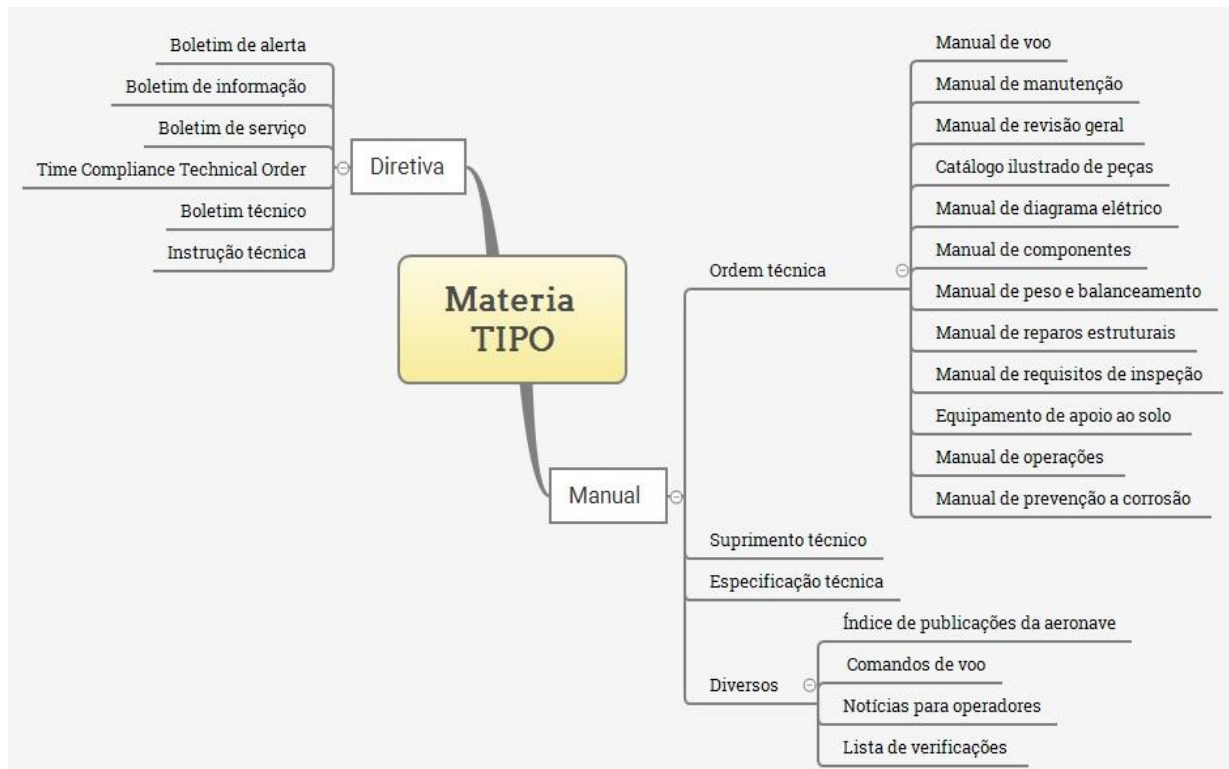 Boletim de alerta
Boletim de informação
Boletim de serviço
Time Compliance Technical Order
Boletim técnico
Instrução técnica
Diretiva
Materia
TIPO
Manual
Ordem técnica
Manual de voo
Manual de manutenção
Manual de revisão geral
Catálogo ilustrado de peças
Manual de diagrama elétrico
Manual de componentes
Manual de peso e balanceamento
Manual de reparos estruturais
Manual de requisitos de inspeção
Equipamento de apoio ao solo
Manual de operações
Manual de prevenção a corrosão
Suprimento técnico
Especificação técnica
Diversos
Índice de publicações da aeronave
Comandos de voo
Notícias para operadores
Lista de verificações